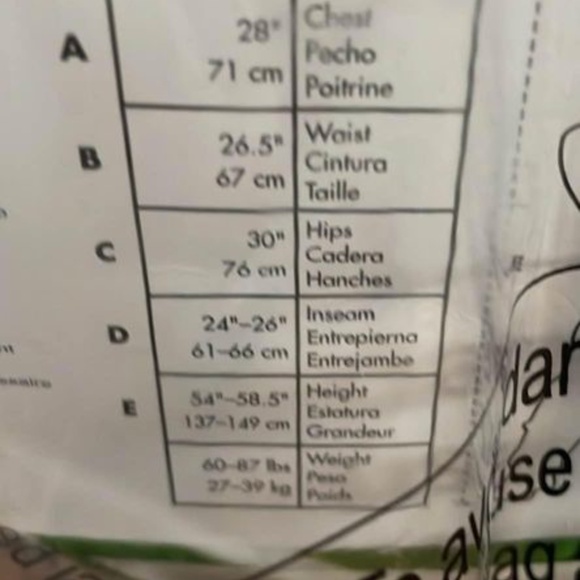 A
28" Chest
71 cm Pecho
Poitrine
B
26.5" Waist
67 cm Cintura
Taille
C
30" Hips
76 cm Cadera
Hanches
D
24"-26" Inseam
61-66 cm Entrepierna
Entrejambe
E
54"-58.5" Height
137-149 cm Estatura
Grandeur
60-87 lbs Weight
27-39 kg Peso
Poids